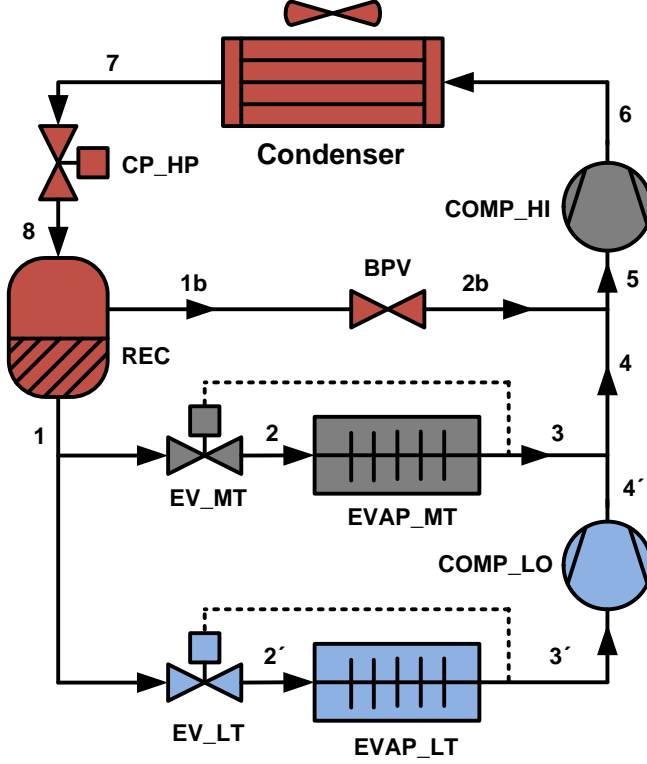 7
6
Condenser
CP_HP
COMP_HI
8
BPV
1b
2b
5
REC
4
1
2
3
EV_MT
EVAP_MT
4´
COMP_LO
2´
3´
EV_LT
EVAP_LT